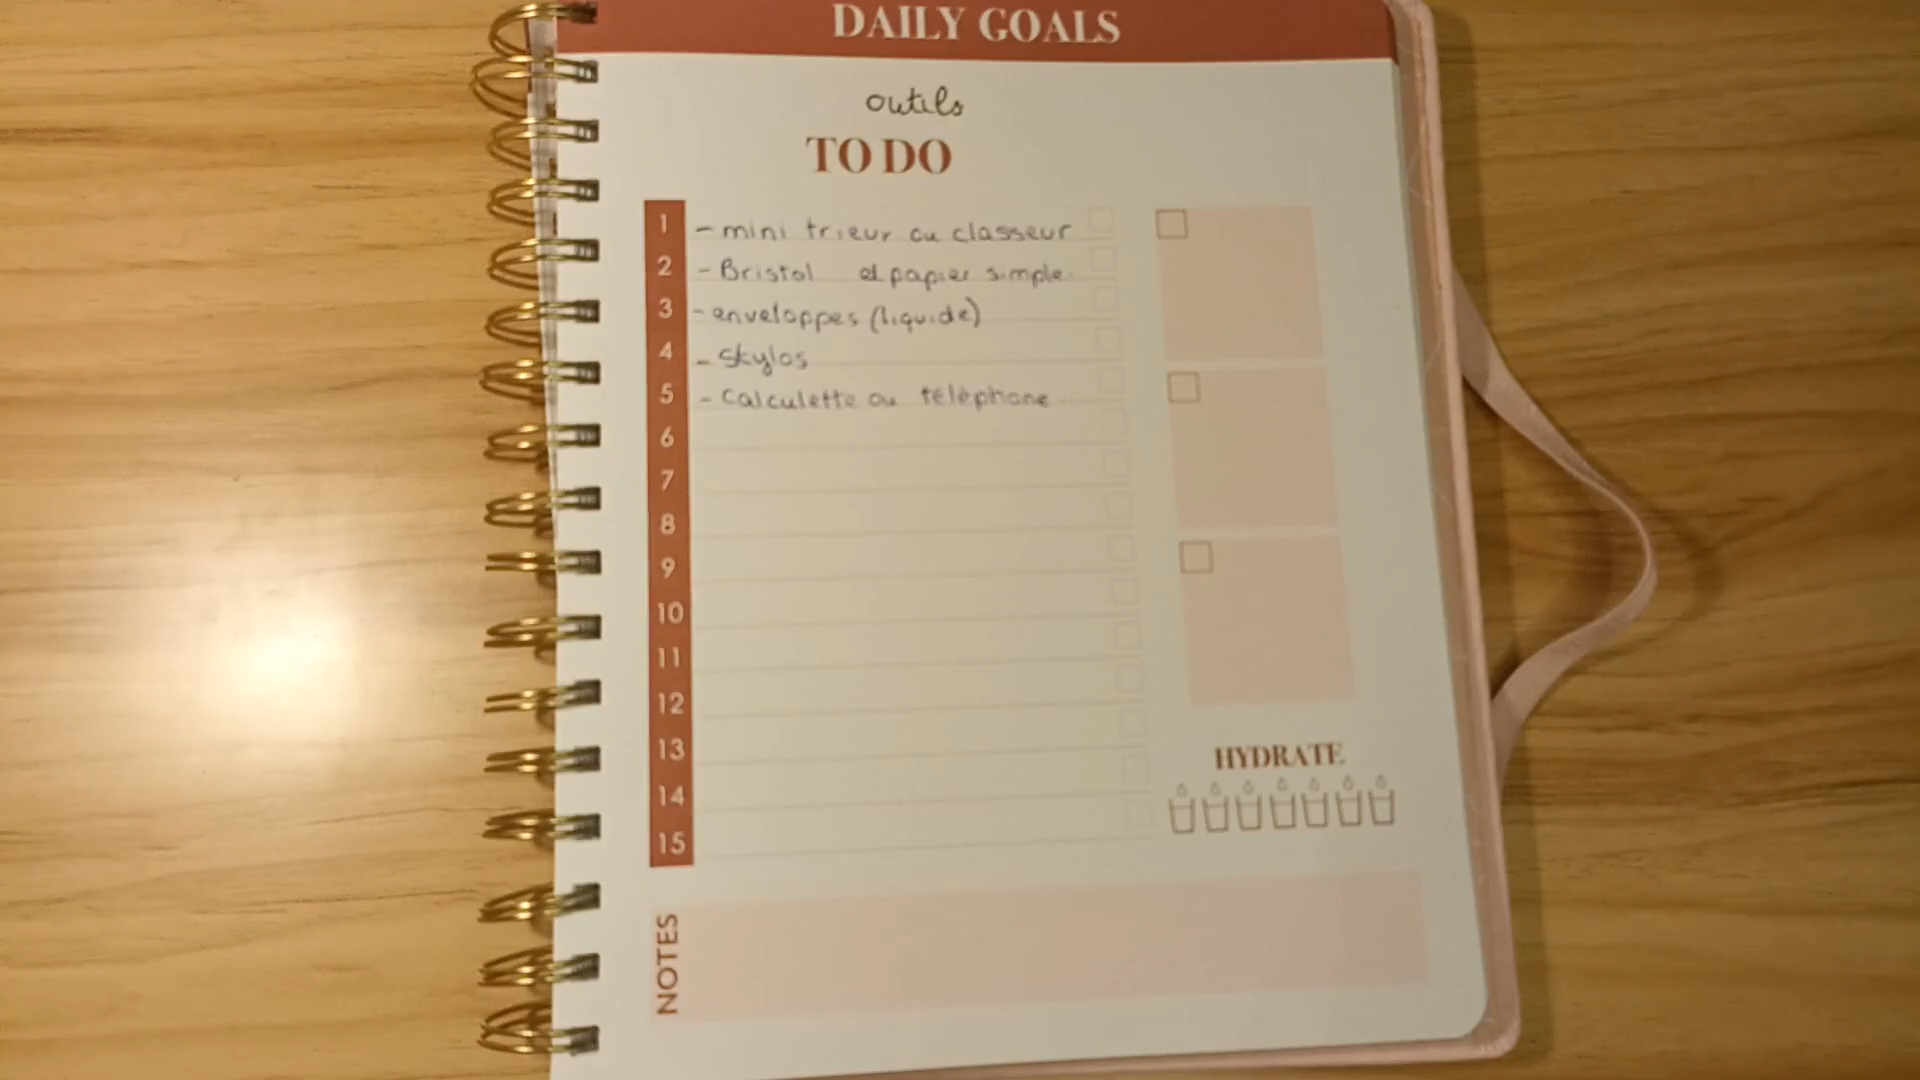 DAILY GOALS
outils
TO DO
1 - mini trieur ou classeur
2 - Bristol et papier simple.
3 - enveloppes (liquide)
4 - Stylos
5 - Calculette ou téléphone
6
7
8
9
10
11
12
13
14
15
HYDRATE
NOTES